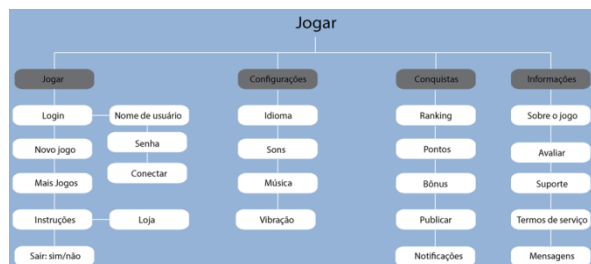 Jogar
Jogar
Configurações
Conquistas
Informações
Login
Nome de usuário
Idioma
Ranking
Sobre o jogo
Novo jogo
Senha
Sons
Pontos
Avaliar
Mais Jogos
Conectar
Música
Bônus
Suporte
Instruções
Loja
Vibração
Publicar
Termos de serviço
Sair: sim/não
Notificações
Mensagens